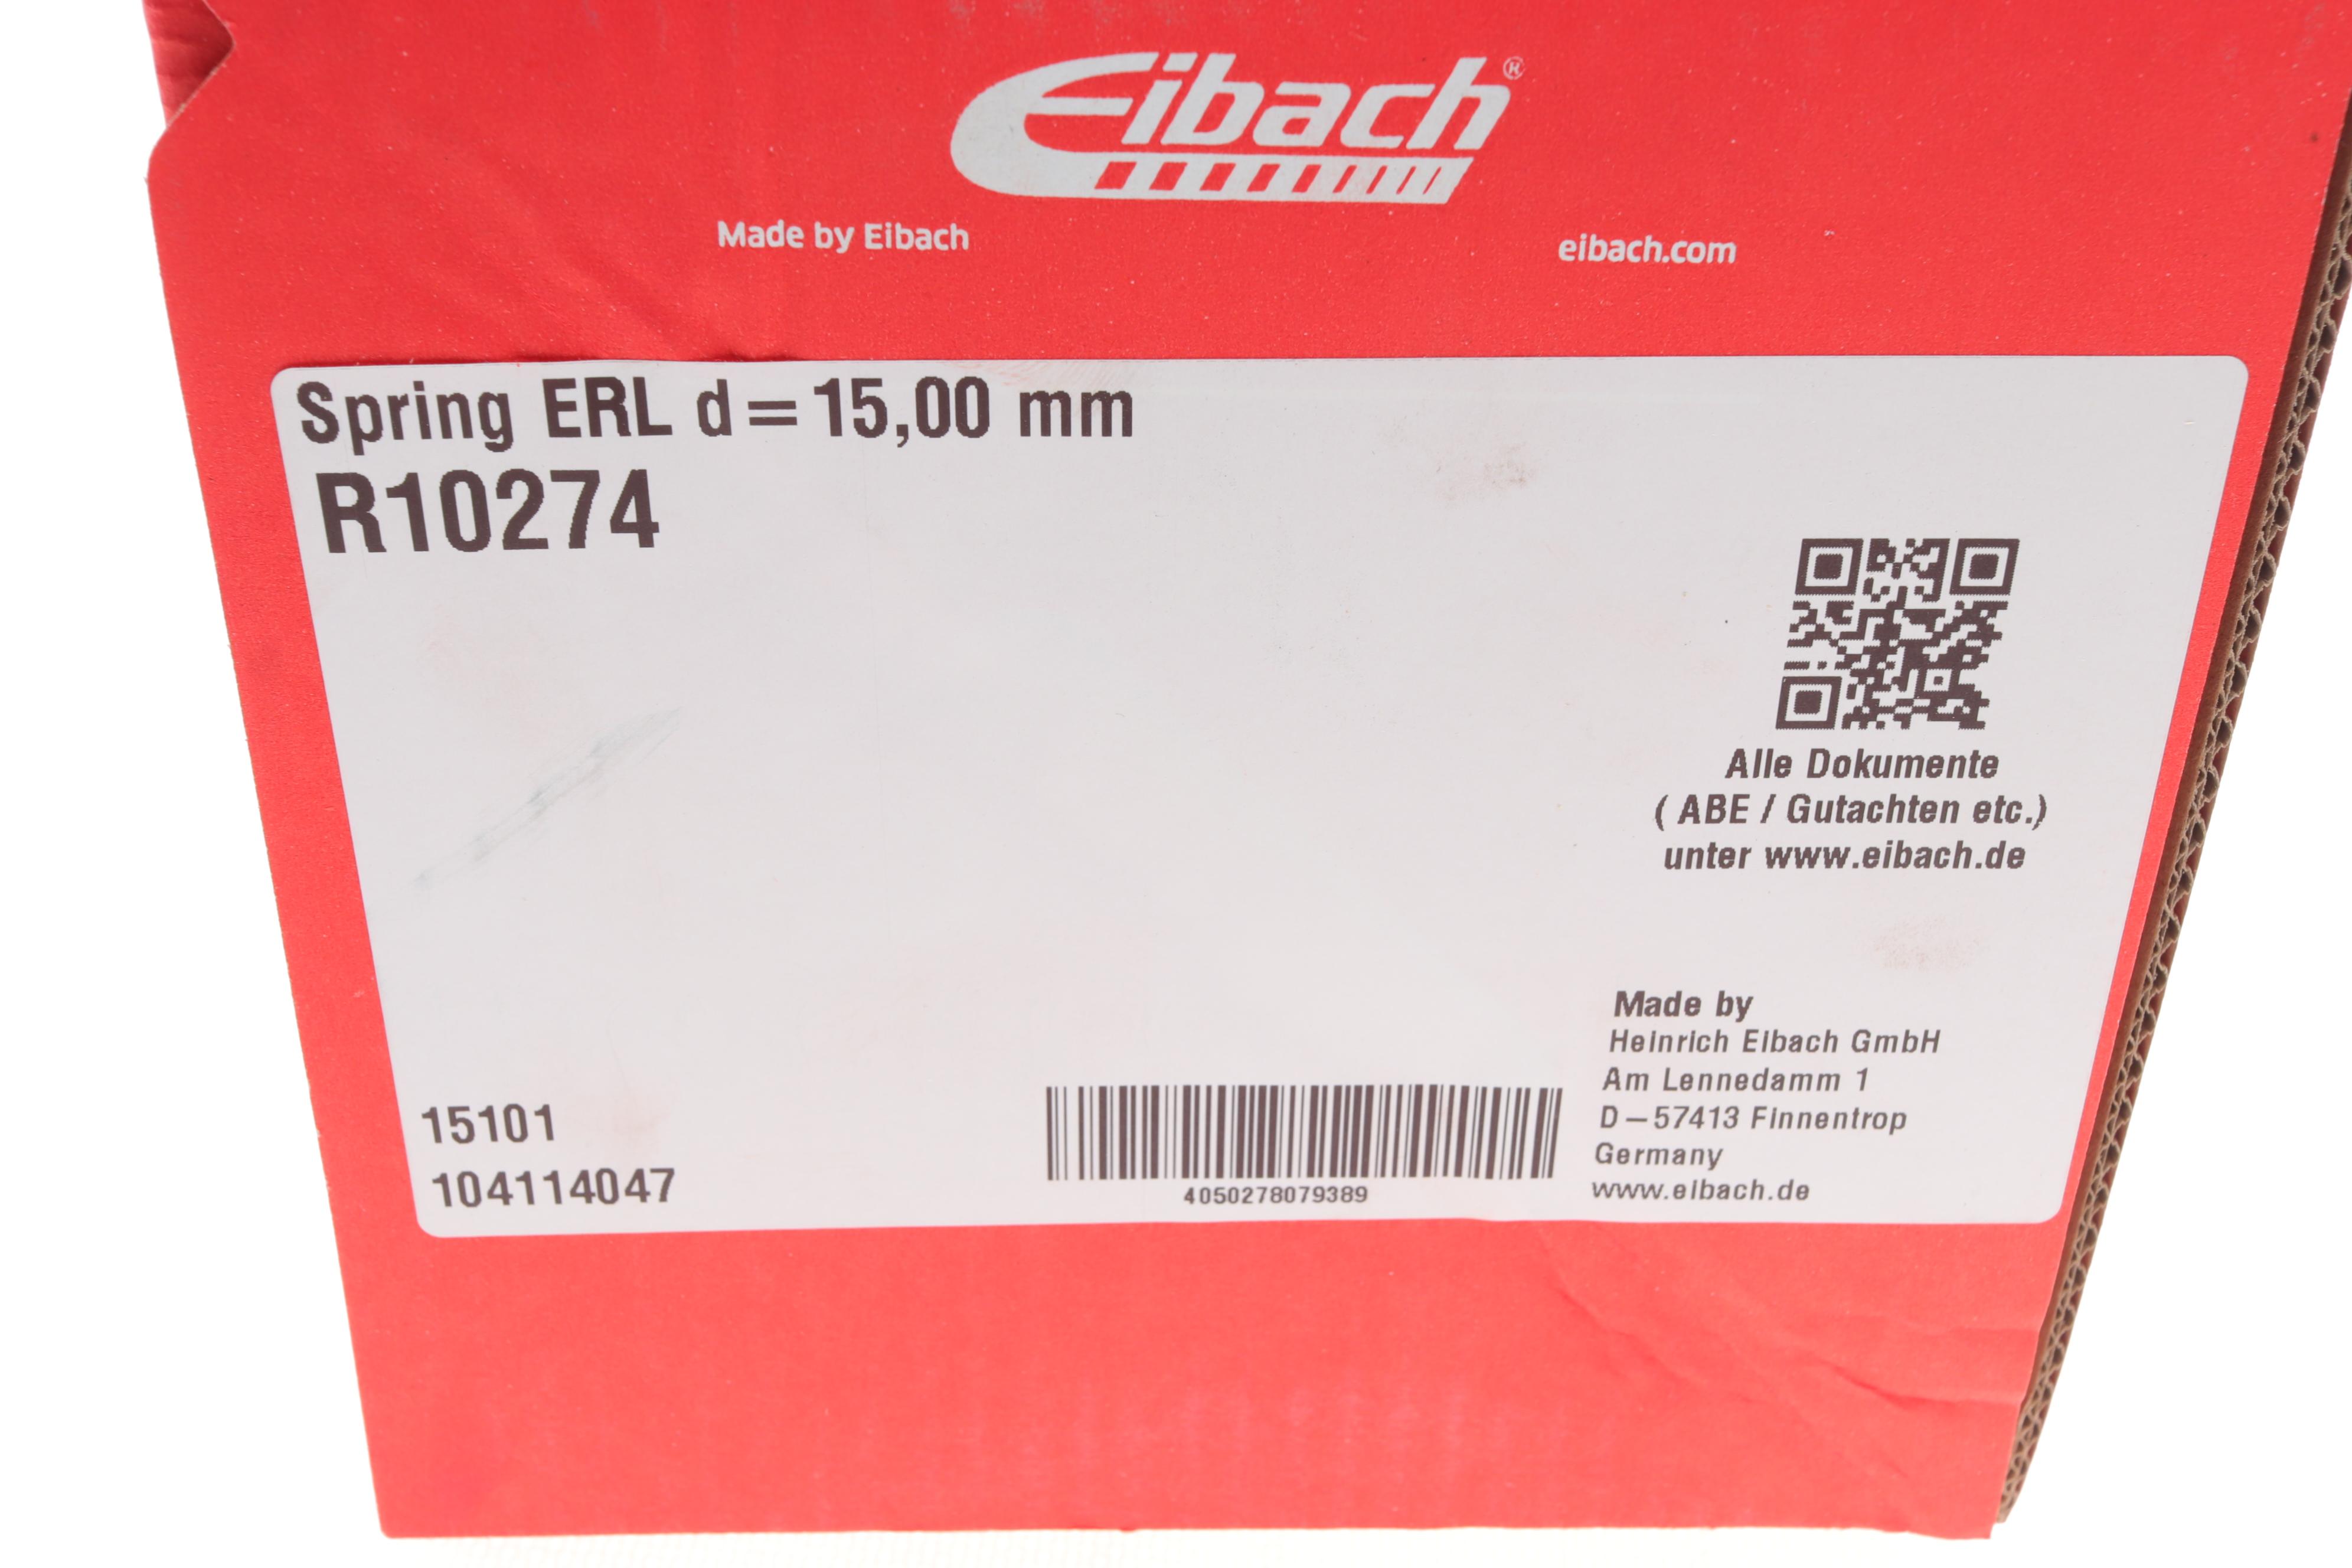 Eibach®
Made by Eibach
eibach.com
Spring ERL d=15,00 mm
R10274
Alle Dokumente
( ABE / Gutachten etc.)
unter www.eibach.de
Made by
Heinrich Eibach GmbH
Am Lennedamm 1
D–57413 Finnentrop
Germany
www.eibach.de
15101
104114047
4050278079389